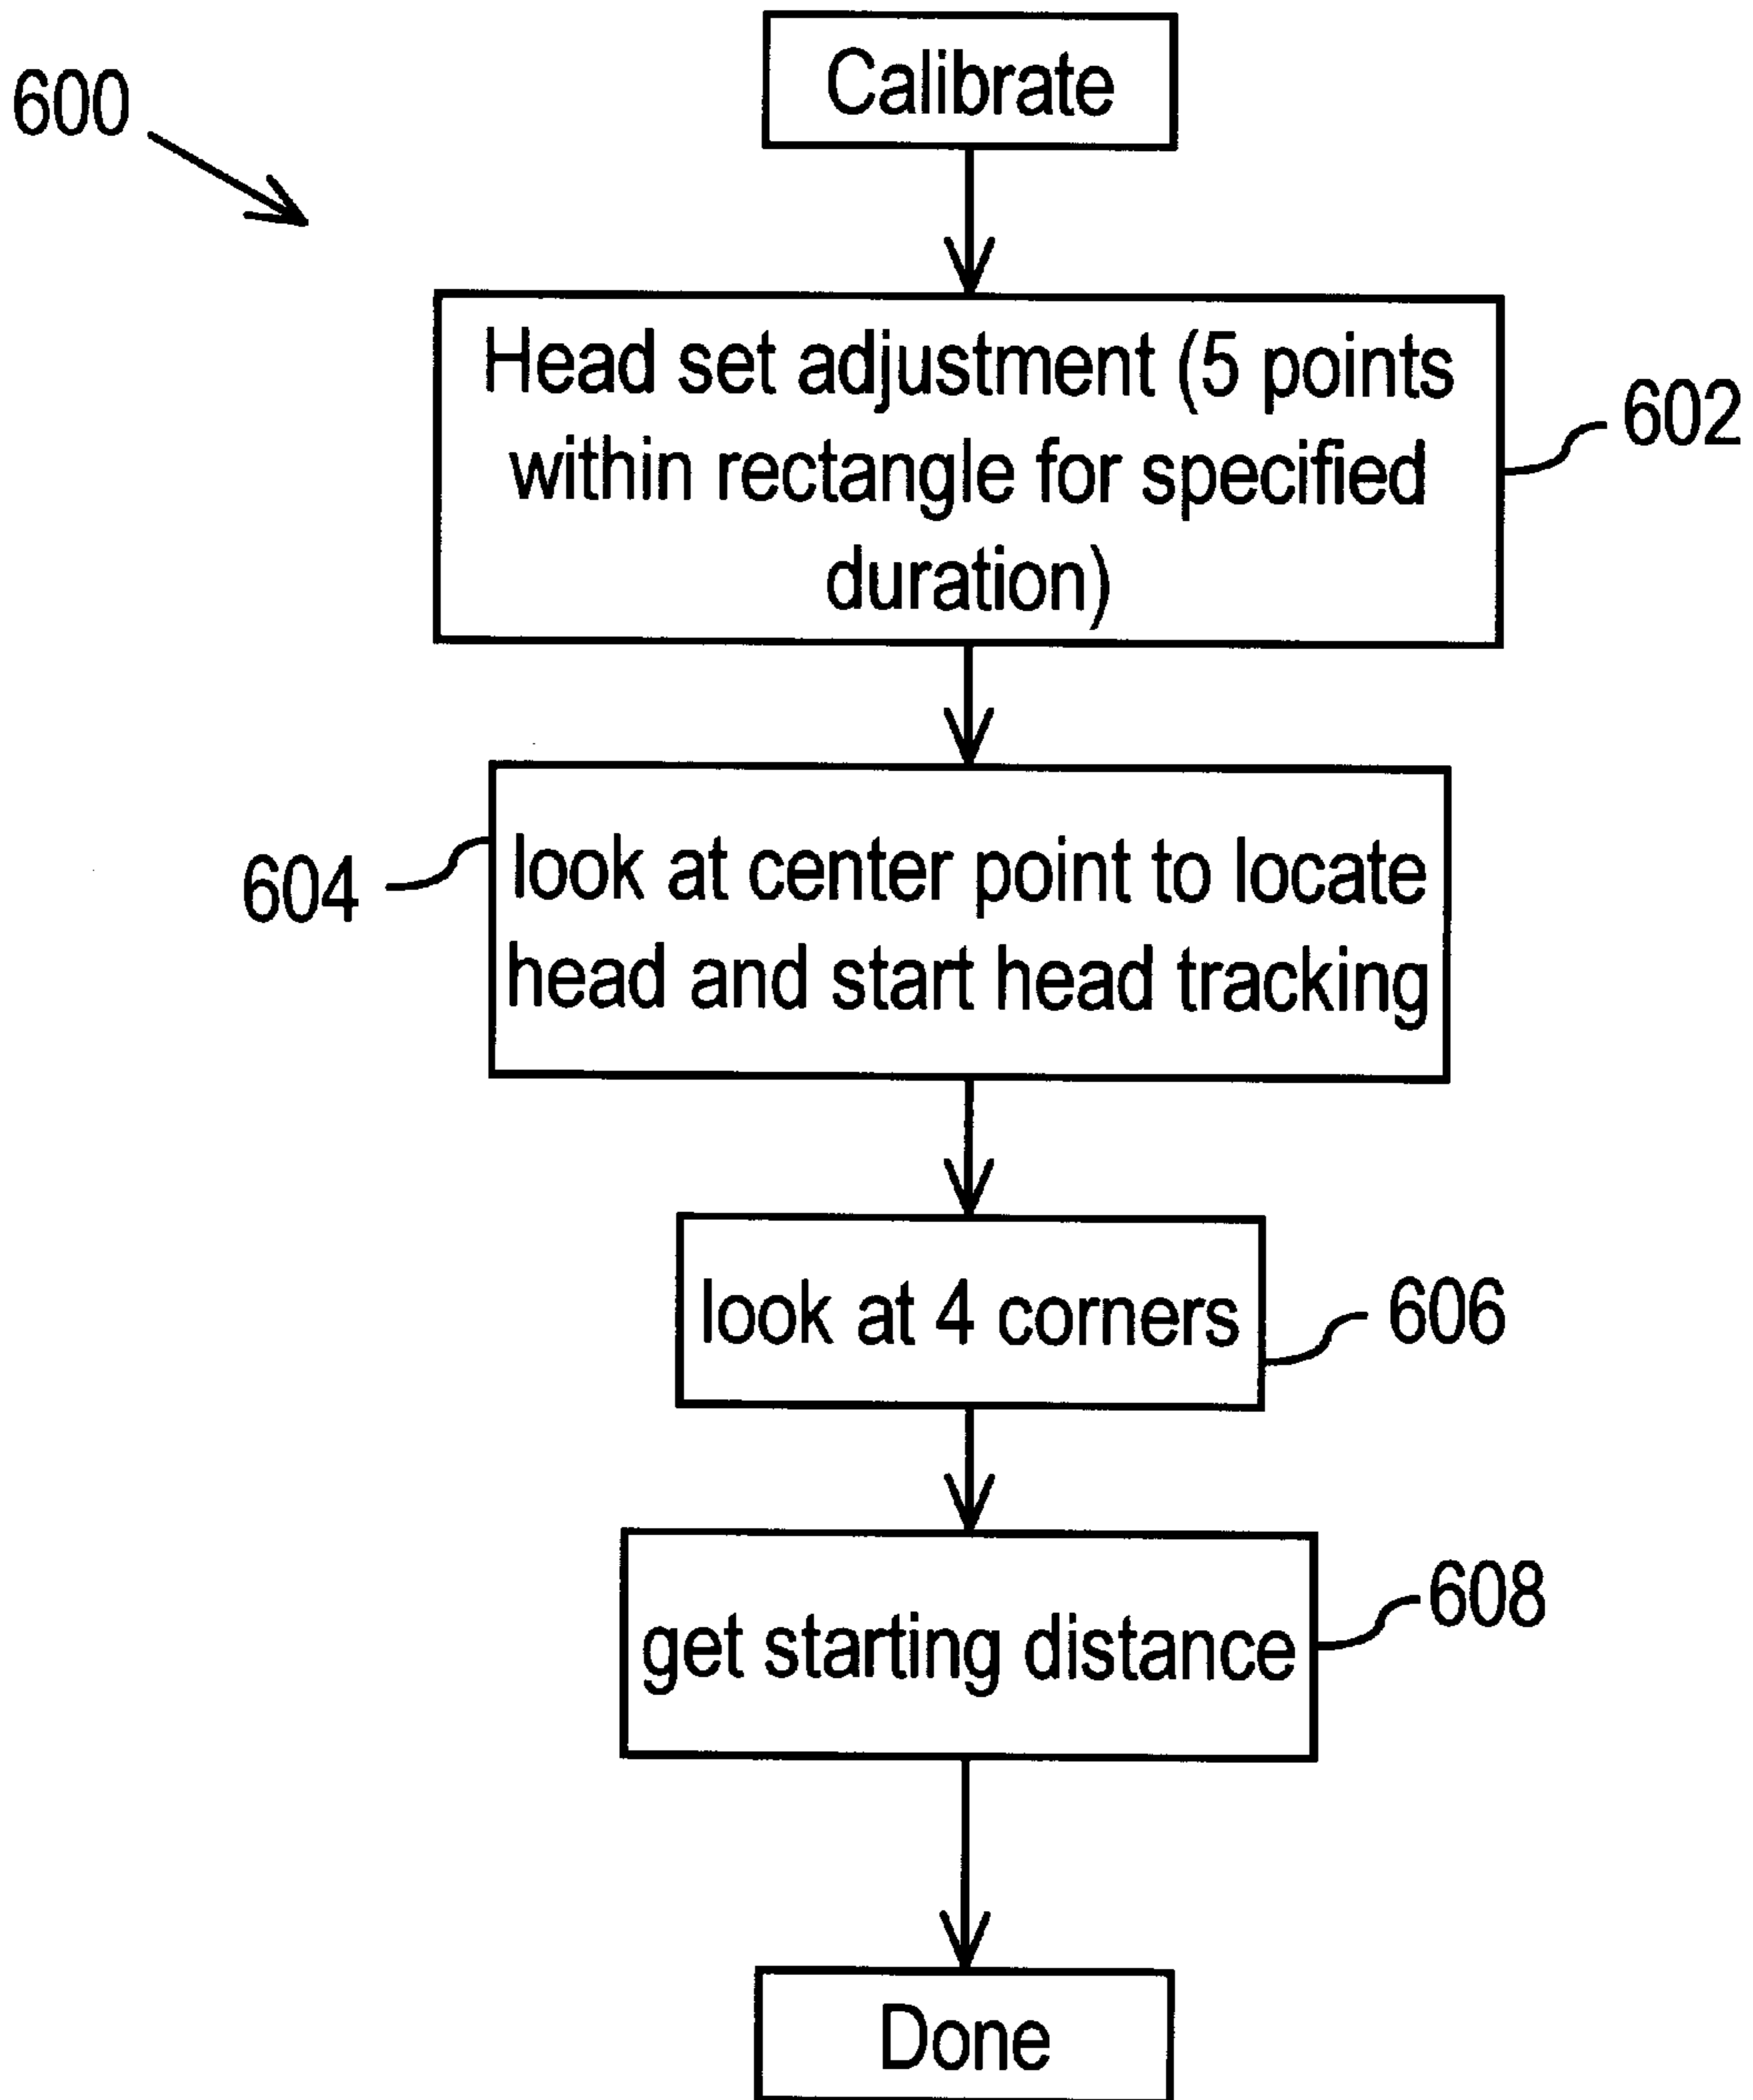 Calibrate
600
Head set adjustment (5 points
within rectangle for specified
duration)
602
look at center point to locate
head and start head tracking
604
look at 4 corners
606
get starting distance
608
Done